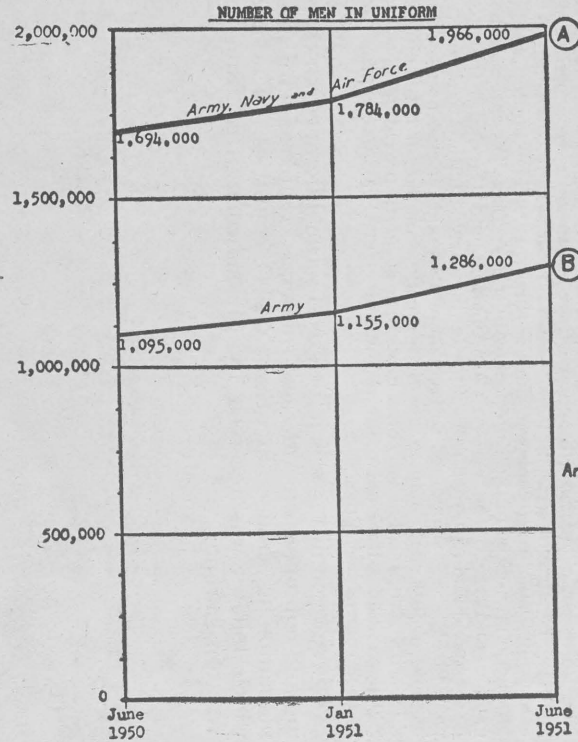 NUMBER OF MEN IN UNIFORM
2,000,000
1,966,000
A
Army, Navy and Air Force
1,784,000
1,694,000
1,500,000
1,286,000
B
Army
1,155,000
1,095,000
1,000,000
Ar
500,000
0
June
1950
Jan
1951
June
1951